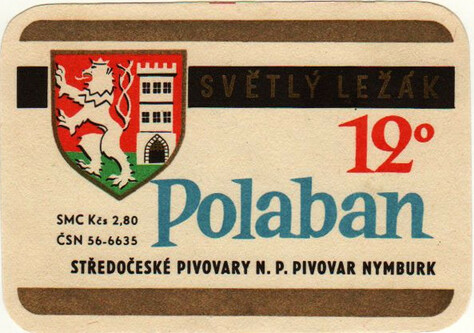 SVĚTLÝ LEŽÁK
12°
Polaban
SMC Kčs 2,80
ČSN 56-6635
STŘEDOČESKÉ PIVOVARY N. P. PIVOVAR NYMBURK